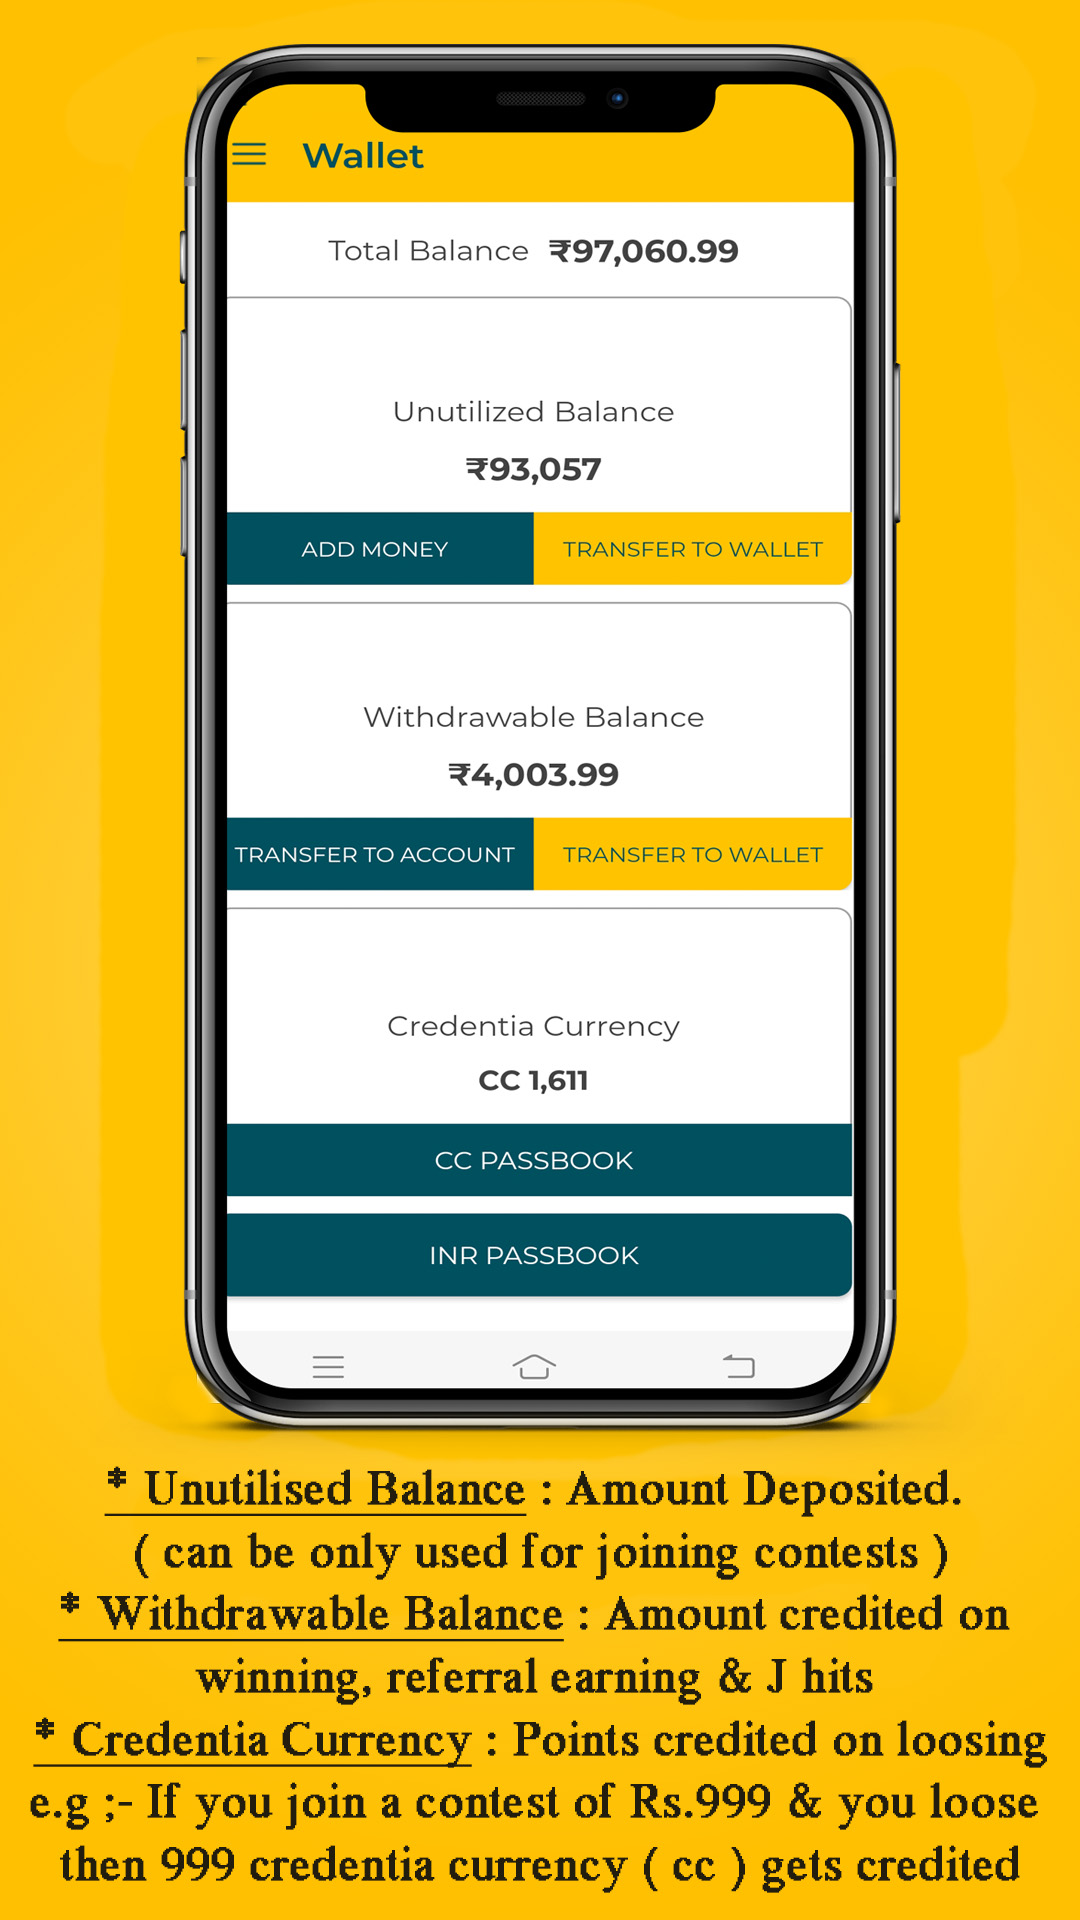 Wallet
Total Balance ₹97,060.99
Unutilized Balance
₹93,057
ADD MONEY TRANSFER TO WALLET
Withdrawable Balance
₹4,003.99
TRANSFER TO ACCOUNT TRANSFER TO WALLET
Credentia Currency
CC 1,611
CC PASSBOOK
INR PASSBOOK
* Unutilised Balance : Amount Deposited.
( can be only used for joining contests )
* Withdrawable Balance : Amount credited on
winning, referral earning & J hits
* Credentia Currency : Points credited on loosing
e.g ;- If you join a contest of Rs.999 & you loose
then 999 credentia currency ( cc ) gets credited